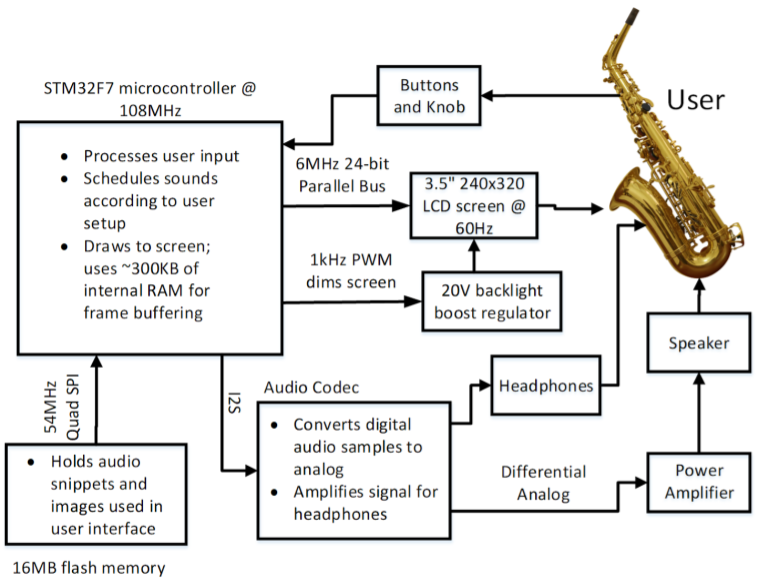 STM32F7 microcontroller @
108MHz
• Processes user input
• Schedules sounds
according to user
setup
• Draws to screen;
uses ~300KB of
internal RAM for
frame buffering
Buttons
and Knob
User
6MHz 24-bit
Parallel Bus
3.5" 240x320
LCD screen @
60Hz
1kHz PWM
dims screen
20V backlight
boost regulator
Speaker
54MHz
Quad SPI
I2S
Audio Codec
Headphones
• Converts digital
audio samples to
analog
• Amplifies signal for
headphones
Differential
Analog
Power
Amplifier
• Holds audio
snippets and
images used in
user interface
16MB flash memory